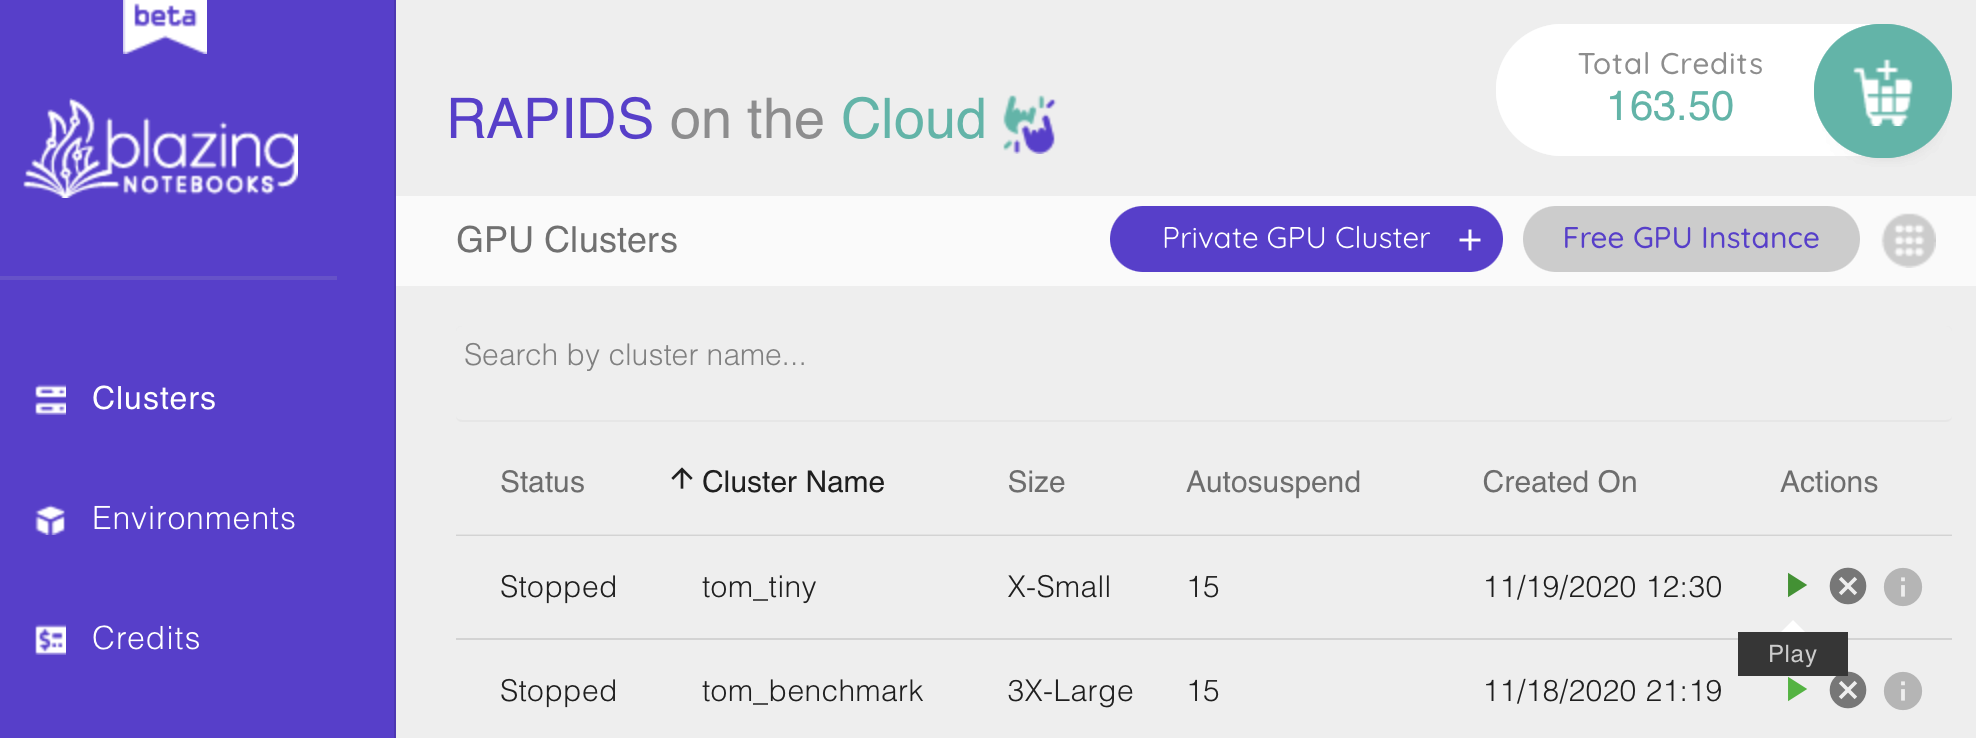 beta
blazing
NOTEBOOKS
Clusters
Environments
Credits
RAPIDS on the Cloud
Total Credits
163.50
GPU Clusters
Private GPU Cluster +
Free GPU Instance
Search by cluster name...
Status ↑ Cluster Name Size Autosuspend Created On Actions
Stopped tom_tiny X-Small 15 11/19/2020 12:30
Play
Stopped tom_benchmark 3X-Large 15 11/18/2020 21:19